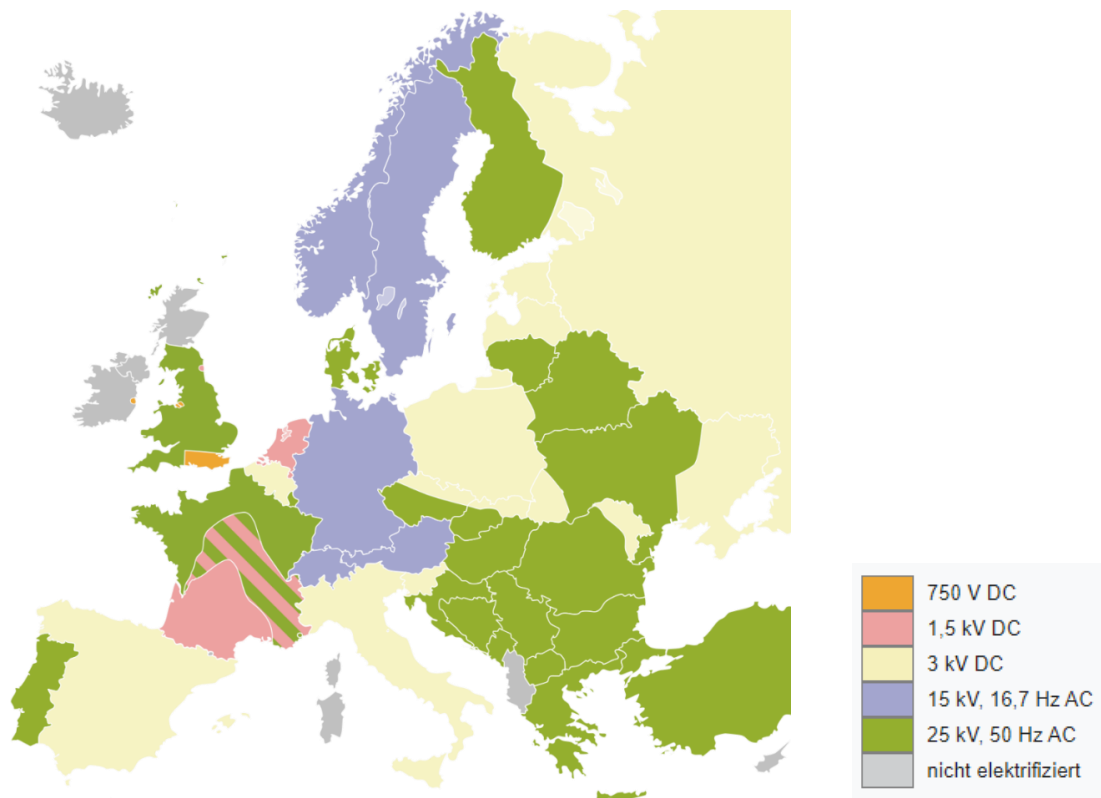 750 V DC
1,5 kV DC
3 kV DC
15 kV, 16,7 Hz AC
25 kV, 50 Hz AC
nicht elektrifiziert